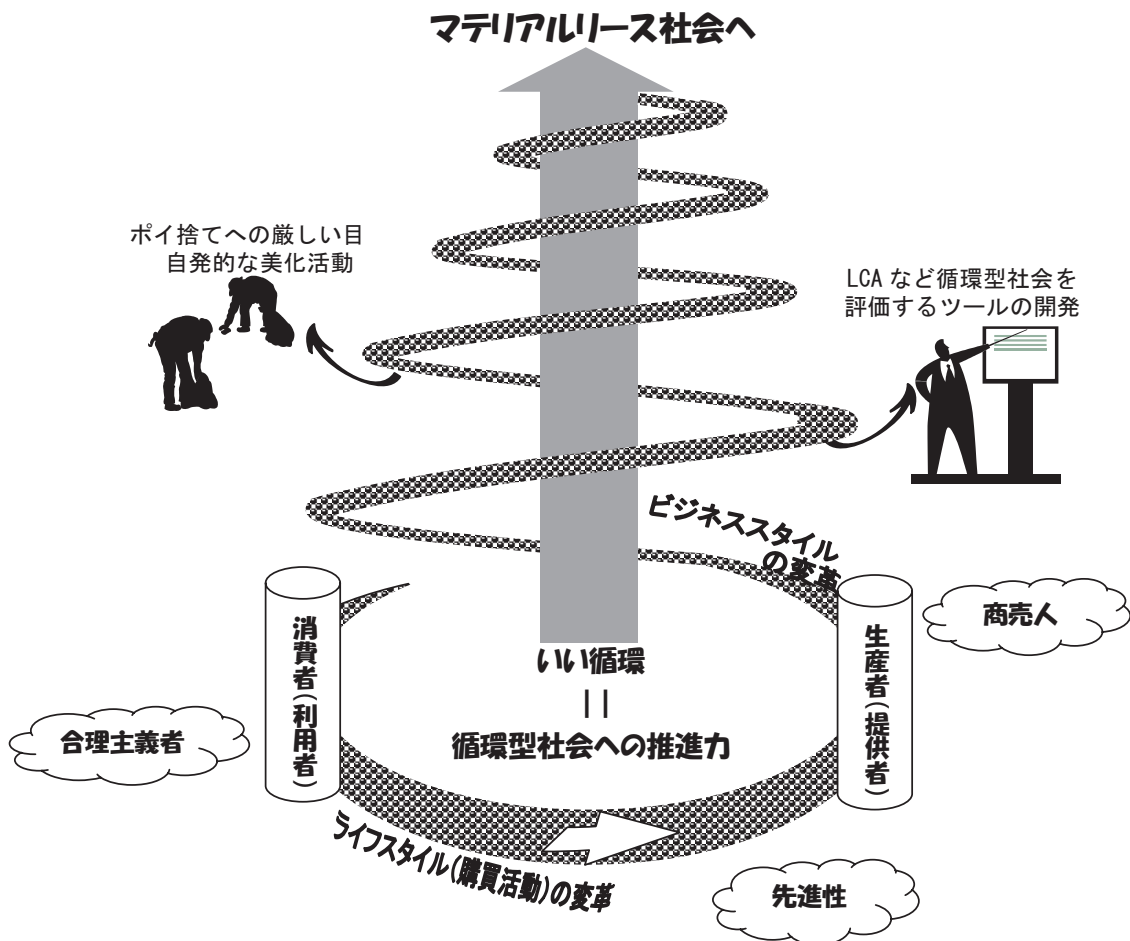 マテリアルリース社会へ
ポイ捨てへの厳しい目
自発的な美化活動
LCA など循環型社会を
評価するツールの開発
ビジネススタイル
の変革
消費者(利用者)
生産者(提供者)
商売人
いい循環
||
循環型社会への推進力
合理主義者
ライフスタイル(購買活動)の変革
先進性